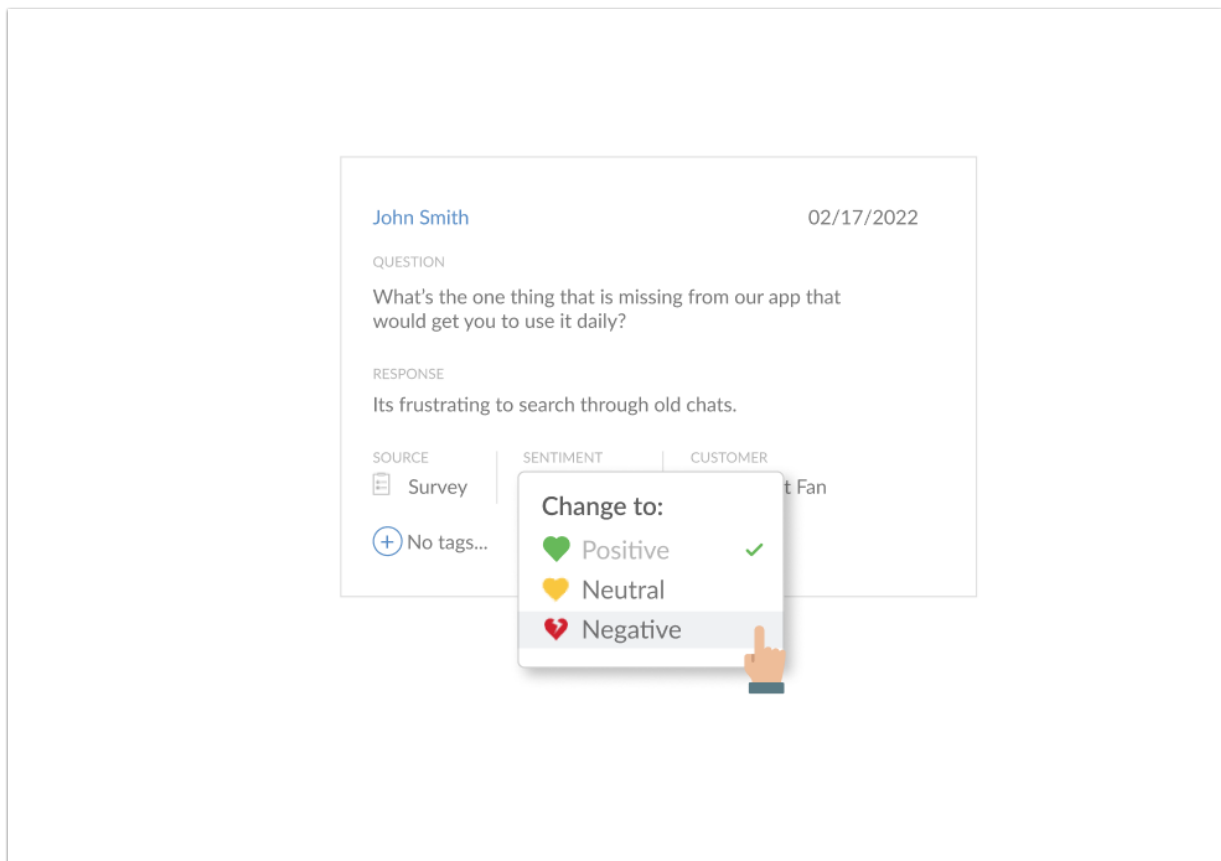 John Smith 02/17/2022
QUESTION
What's the one thing that is missing from our app that
would get you to use it daily?
RESPONSE
Its frustrating to search through old chats.
SOURCE SENTIMENT CUSTOMER
Survey t Fan
No tags...
Change to:
Positive
Neutral
Negative